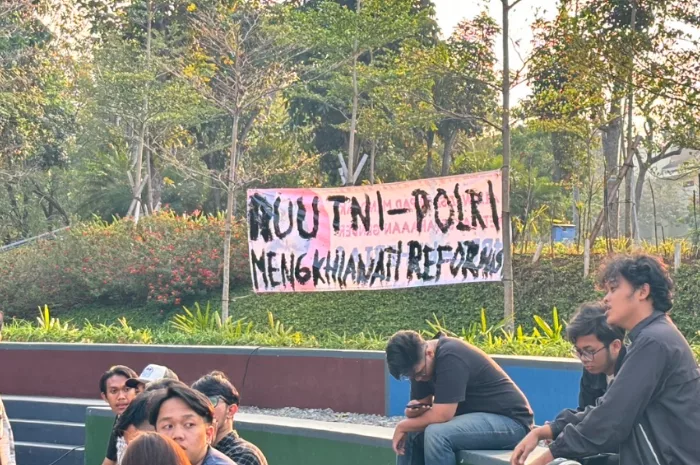 RUU TNI-POLRI
MENGKHIANATI REFORMASI